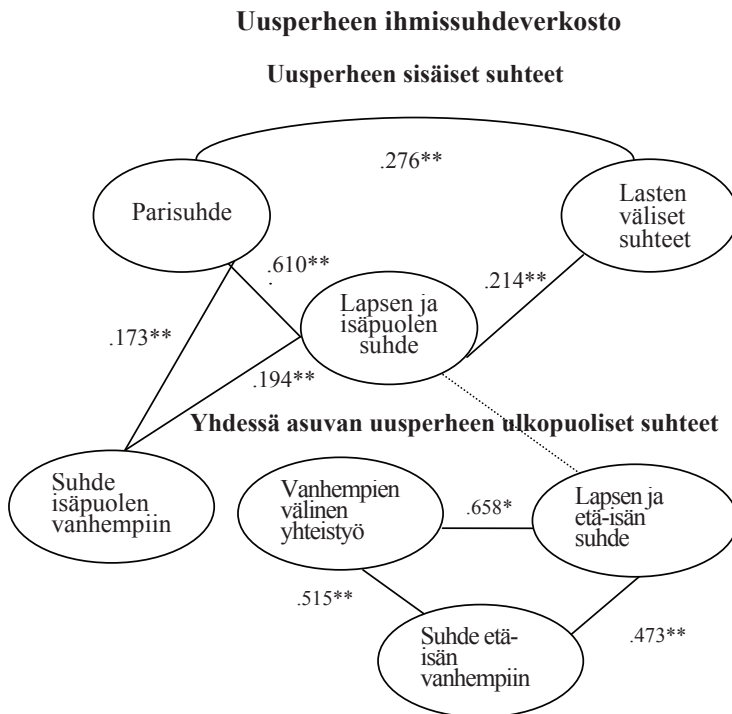 Uusperheen ihmissuhdeverkosto
Uusperheen sisäiset suhteet
.276**
Parisuhde
Lasten
väliset
suhteet
.610**
.
.214**
Lapsen ja
isäpuolen
suhde
.173**
.194**
Yhdessä asuvan uusperheen ulkopuoliset suhteet
Suhde
isäpuolen
vanhempiin
Vanhempien
välinen
yhteistyö
.658*
Lapsen ja
etä-isän
suhde
.515**
.473**
Suhde etä-
isän
vanhempiin